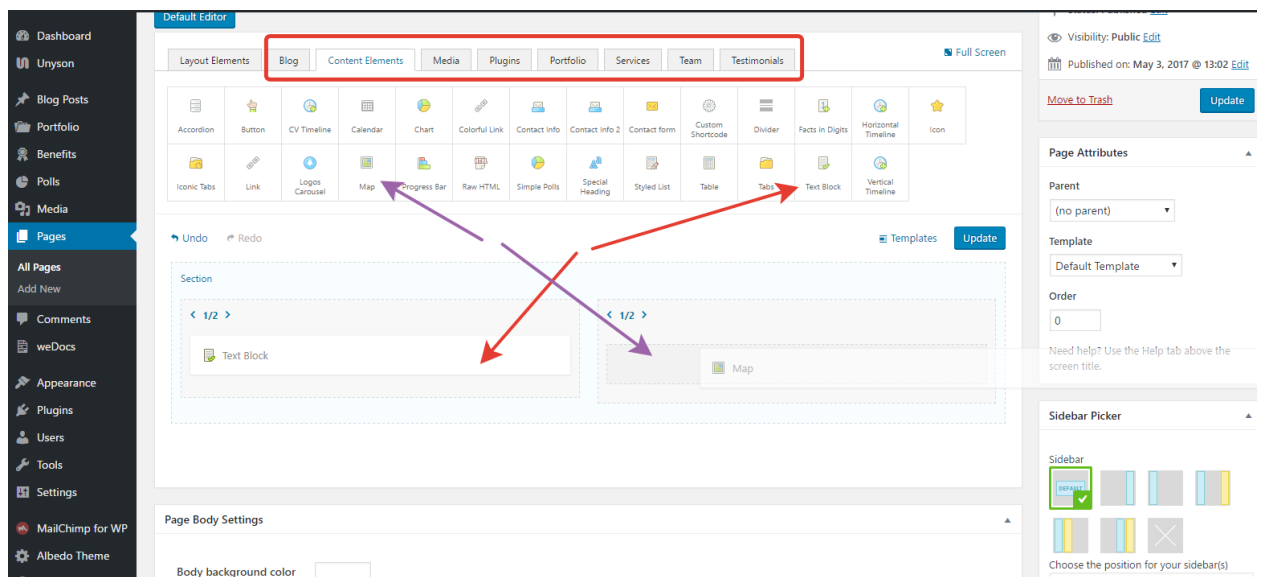 Dashboard
Unyson
Blog Posts
Portfolio
Benefits
Polls
Media
Pages
All Pages
Add New
Comments
weDocs
Appearance
Plugins
Users
Tools
Settings
MailChimp for WP
Albedo Theme
Default Editor
Layout Elements Blog Content Elements Media Plugins Portfolio Services Team Testimonials
Full Screen
Accordion Button CV Timeline Calendar Chart Colorful Link Contact Info Contact Info 2 Contact form Custom Shortcode Divider Facts in Digits Horizontal Timeline Icon
Iconic Tabs Link Logos Carousel Map Progress Bar Raw HTML Simple Polls Special Heading Styled List Table Tabs Text Block Vertical Timeline
Undo Redo Templates Update
Section
1/2 1/2
Text Block
Map
Page Body Settings
Body background color
Visibility: Public Edit
Published on: May 3, 2017 @ 13:02 Edit
Move to Trash Update
Page Attributes
Parent
(no parent)
Template
Default Template
Order
0
Need help? Use the Help tab above the
screen title.
Sidebar Picker
Sidebar
DEFAULT
Choose the position for your sidebar(s)